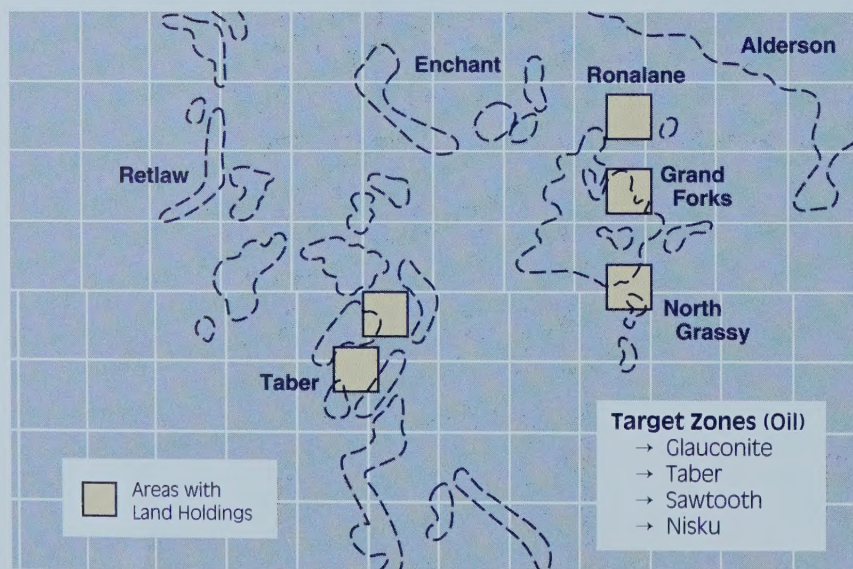 Alderson
Enchant
Ronalane
Retlaw
Grand
Forks
North
Grassy
Taber
Target Zones (Oil)
→ Glauconite
→ Taber
→ Sawtooth
→ Nisku
Areas with
Land Holdings